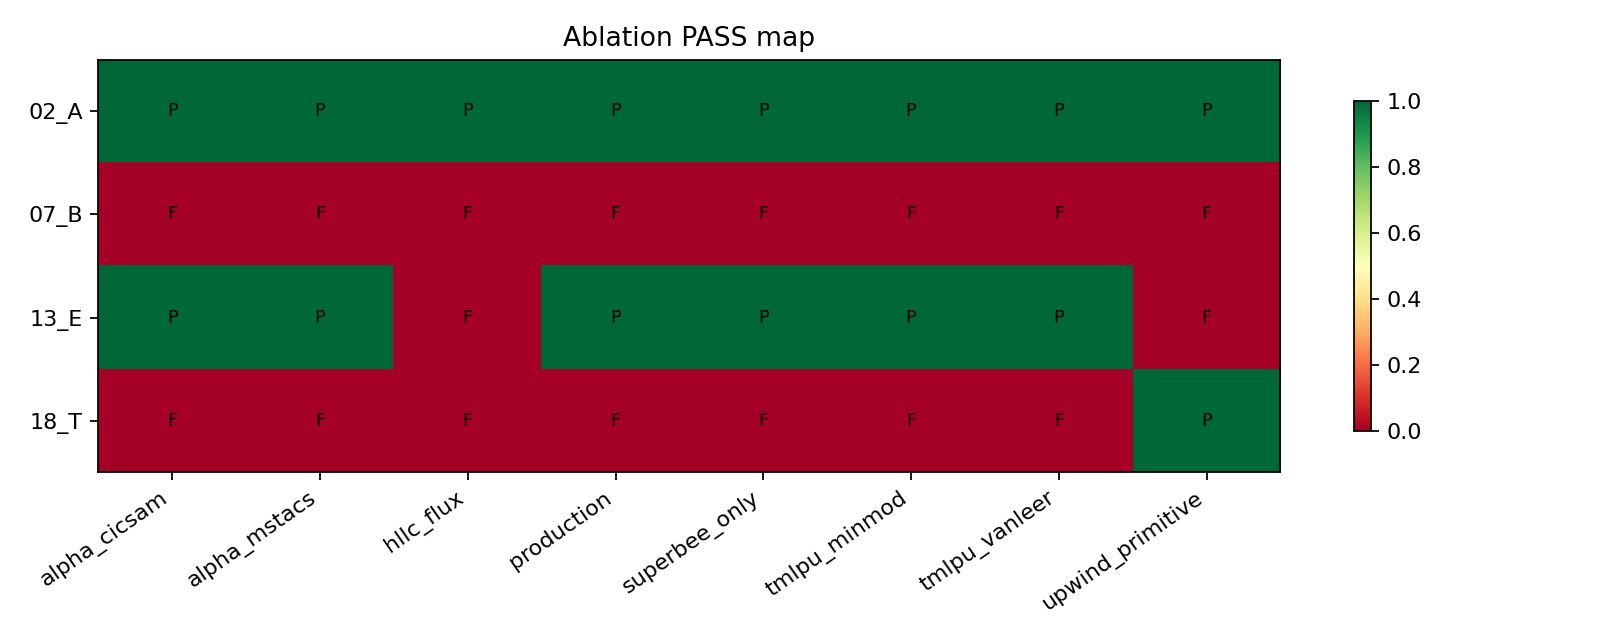 Ablation PASS map
02_A P P P P P P P P
07_B F F F F F F F F
13_E P P F P P P P F
18_T F F F F F F F P
alpha_cicsam alpha_mstacs hllc_flux production superbee_only tmlpu_minmod tmlpu_vanleer upwind_primitive
1.0
0.8
0.6
0.4
0.2
0.0